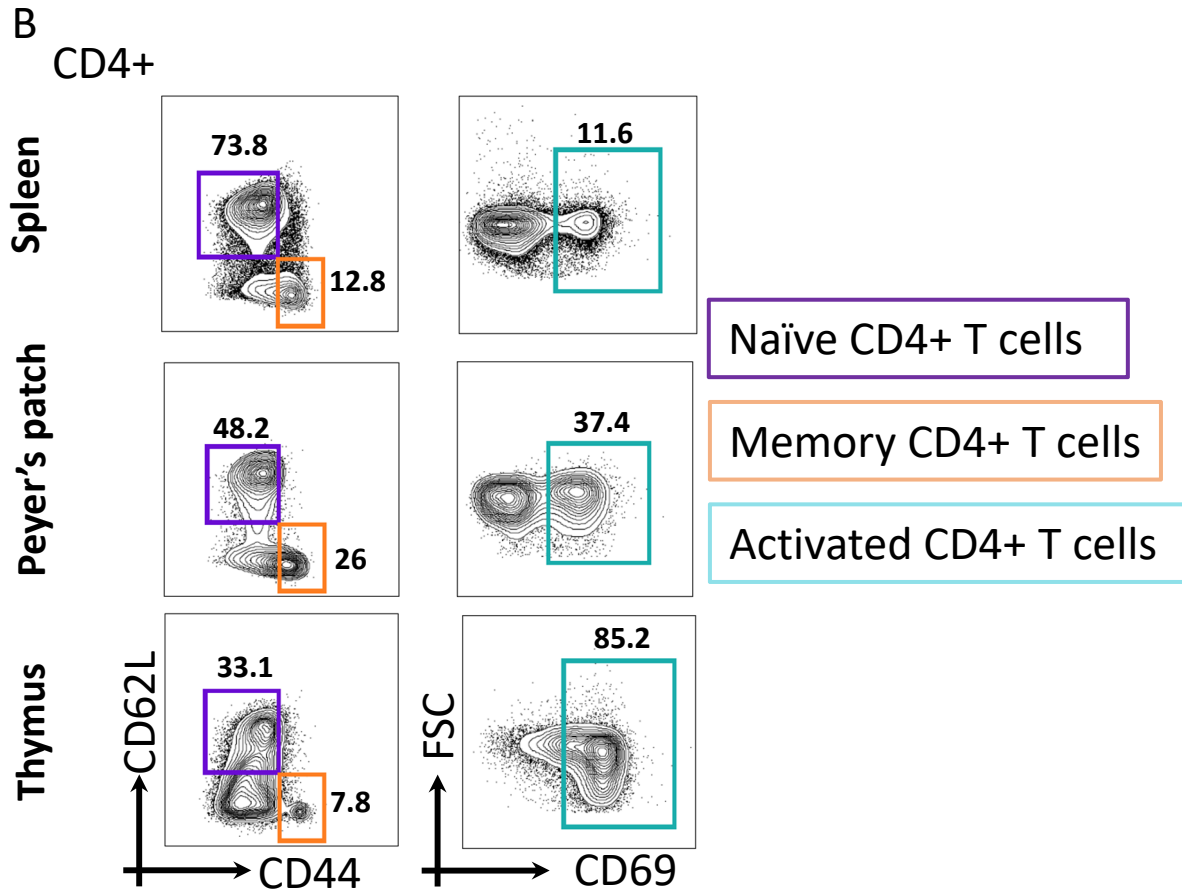 B
CD4+
Spleen
73.8
12.8
11.6
Peyer's patch
48.2
26
37.4
Thymus
33.1
7.8
85.2
CD62L
CD44
FSC
CD69
Naïve CD4+ T cells
Memory CD4+ T cells
Activated CD4+ T cells